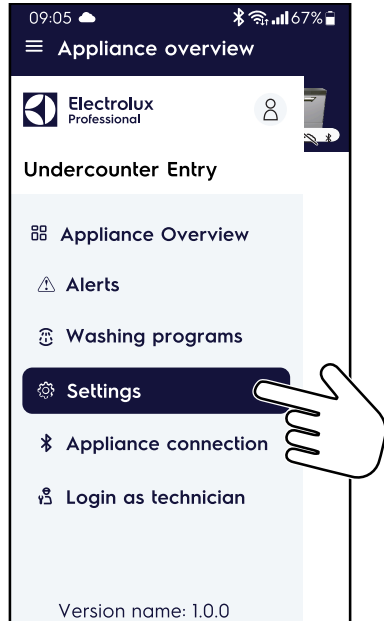 09:05 67%
Appliance overview
Electrolux
Professional
Undercounter Entry
Appliance Overview
Alerts
Washing programs
Settings
Appliance connection
Login as technician
Version name: 1.0.0